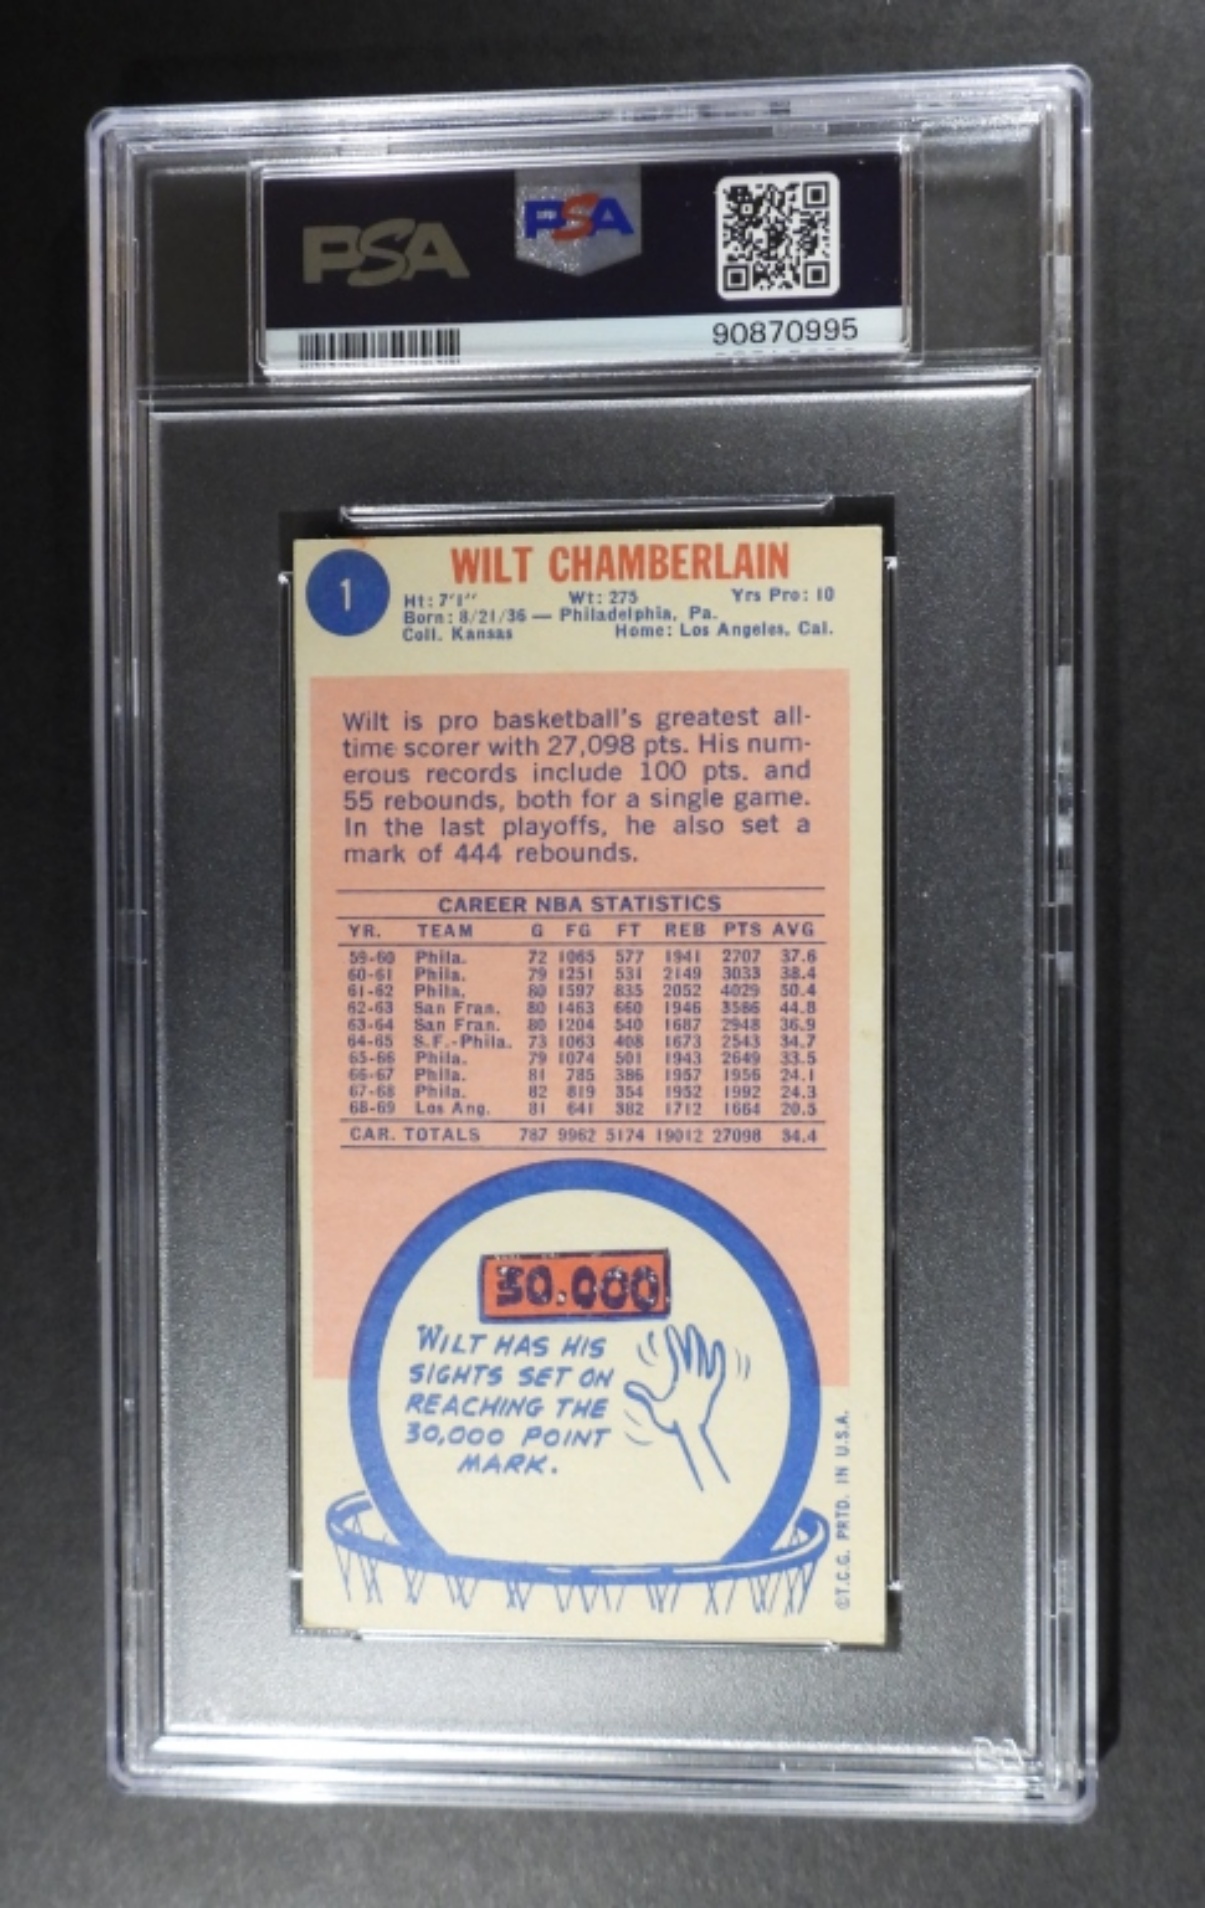 PSA
PSA
90870995
1
WILT CHAMBERLAIN
Ht: 7'1" Wt: 275 Yrs Pro: 10
Born: 8/21/36 — Philadelphia, Pa.
Coll. Kansas Home: Los Angeles, Cal.
Wilt is pro basketball's greatest all-
time scorer with 27,098 pts. His num-
erous records include 100 pts. and
55 rebounds, both for a single game.
In the last playoffs, he also set a
mark of 444 rebounds.
CAREER NBA STATISTICS
YR. TEAM G FG FT REB PTS AVG
59-60 Phila. 72 1065 577 1941 2707 37.6
60-61 Phila. 79 1251 531 2149 3033 38.4
61-62 Phila. 80 1597 835 2052 4029 50.4
62-63 San Fran. 80 1463 660 1946 3586 44.8
63-64 San Fran. 80 1204 540 1687 2948 36.9
64-65 S.F.-Phila. 73 1063 408 1673 2543 34.7
65-66 Phila. 79 1074 501 1943 2649 33.5
66-67 Phila. 81 785 386 1957 1956 24.1
67-68 Phila. 82 819 354 1952 1992 24.3
68-69 Los Ang. 81 641 382 1712 1664 20.5
CAR. TOTALS 787 9962 5174 19012 27098 34.4
30.000
WILT HAS HIS
SIGHTS SET ON
REACHING THE
30,000 POINT
MARK.
©T.C.G. PRTD. IN U.S.A.